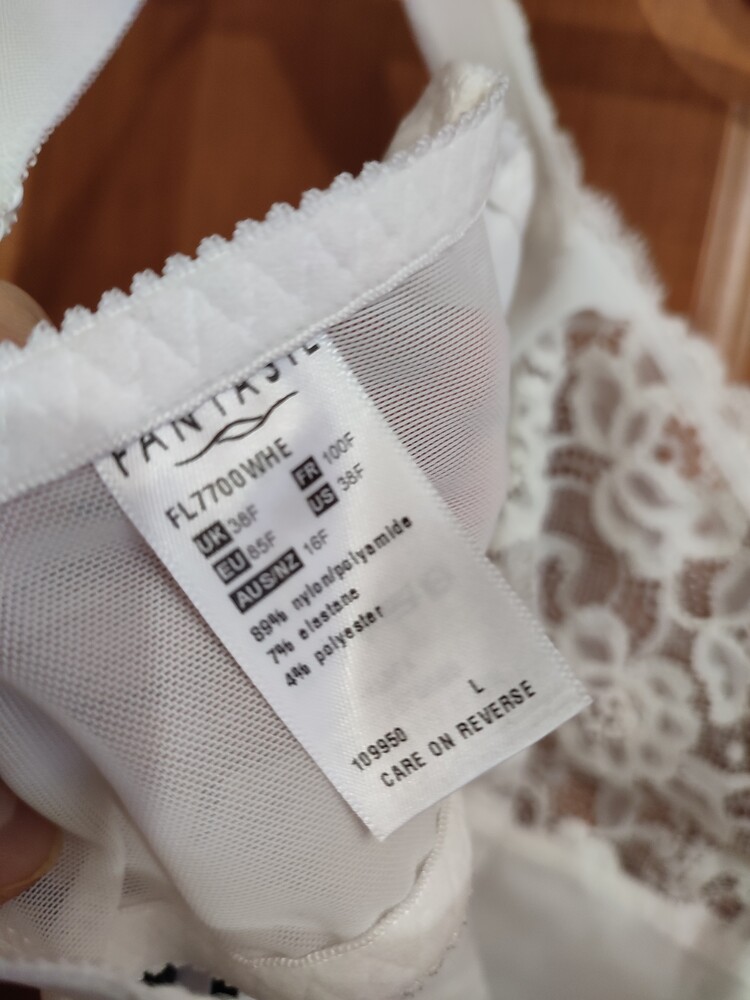 FANTASIE
FL7700WHE
UK 38F FR 100F
EU 85F US 38F
AUS/NZ 16F
89% nylon/polyamide
7% elastane
4% polyester
L
109950
CARE ON REVERSE